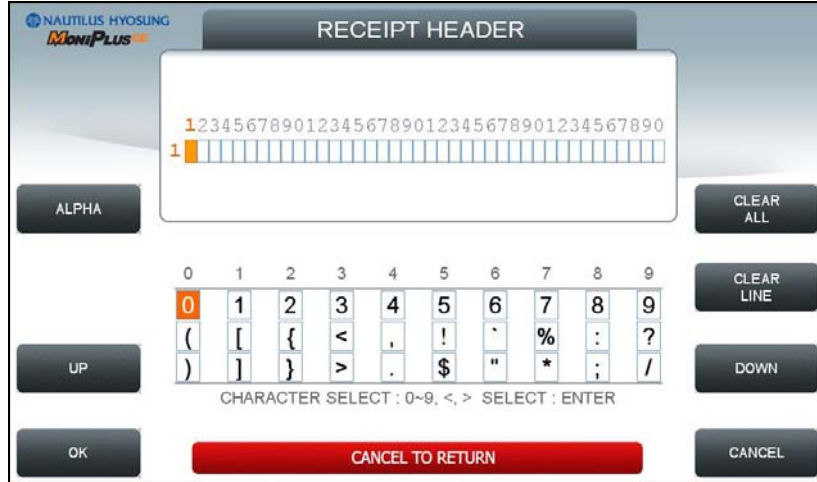 NAUTILUS HYOSUNG
MoniPlus CE
RECEIPT HEADER
1234567890123456789012345678901234567890
1
ALPHA
CLEAR ALL
0 1 2 3 4 5 6 7 8 9
CLEAR LINE
0 1 2 3 4 5 6 7 8 9
( [ { < , ! ` % : ?
UP
) ] } > . $ " * ; /
DOWN
CHARACTER SELECT : 0~9, <, > SELECT : ENTER
OK
CANCEL TO RETURN
CANCEL